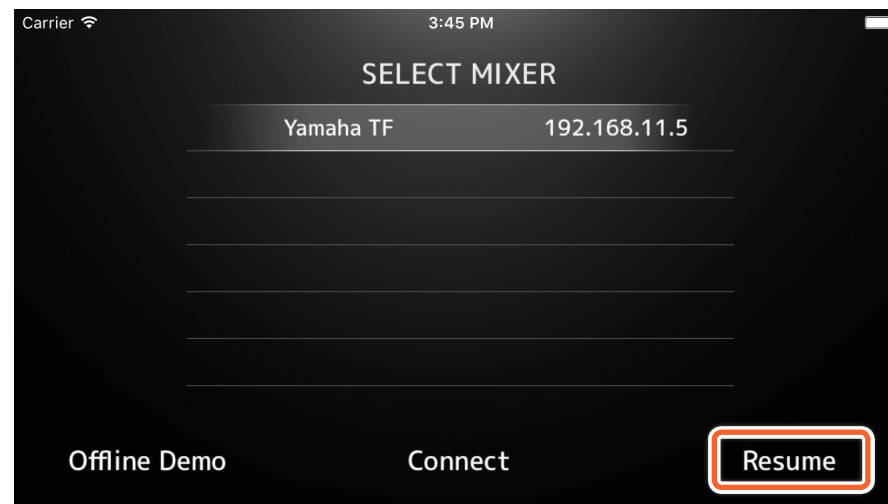 Carrier 3:45 PM
SELECT MIXER
Yamaha TF 192.168.11.5
Offline Demo Connect Resume